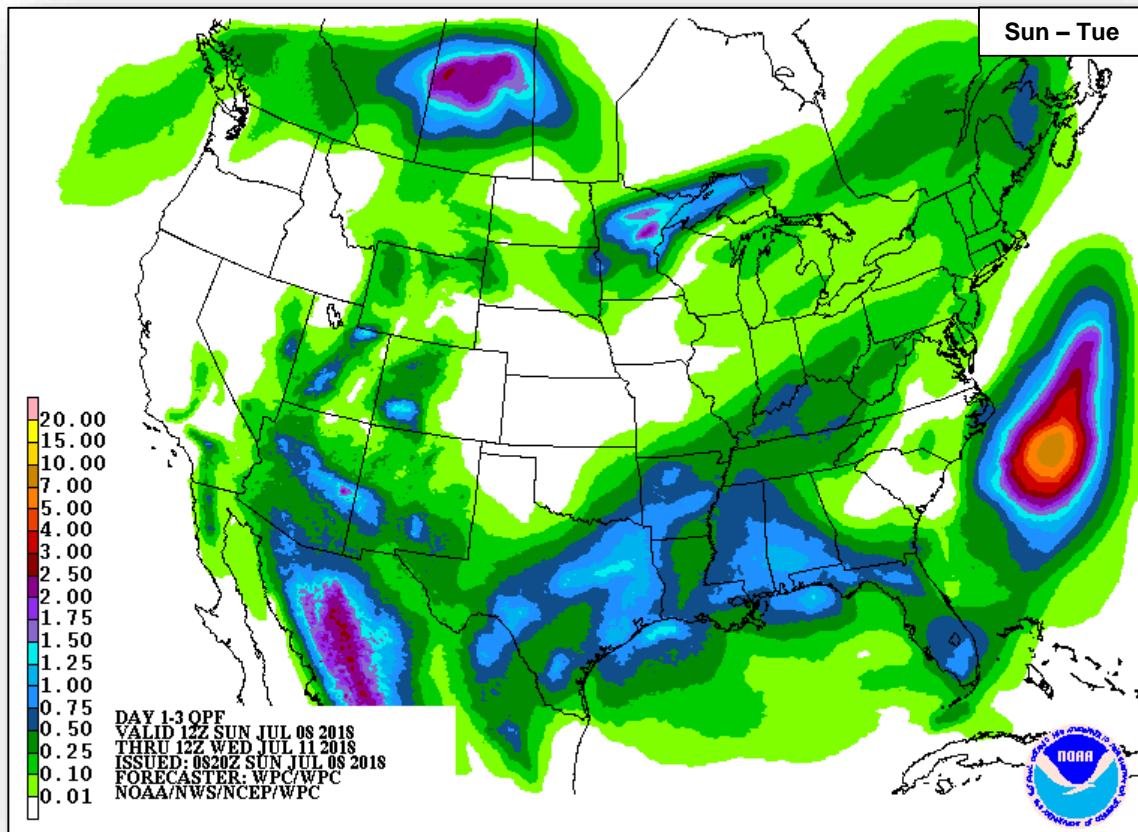 Sun – Tue
20.00
15.00
10.00
7.00
5.00
4.00
3.00
2.50
2.00
1.75
1.50
1.25
1.00
0.75
0.50
0.25
0.10
0.01
DAY 1-3 QPF
VALID 12Z SUN JUL 08 2018
THRU 12Z WED JUL 11 2018
ISSUED: 0820Z SUN JUL 08 2018
FORECASTER: WPC/WPC
NOAA/NWS/NCEP/WPC
NOAA